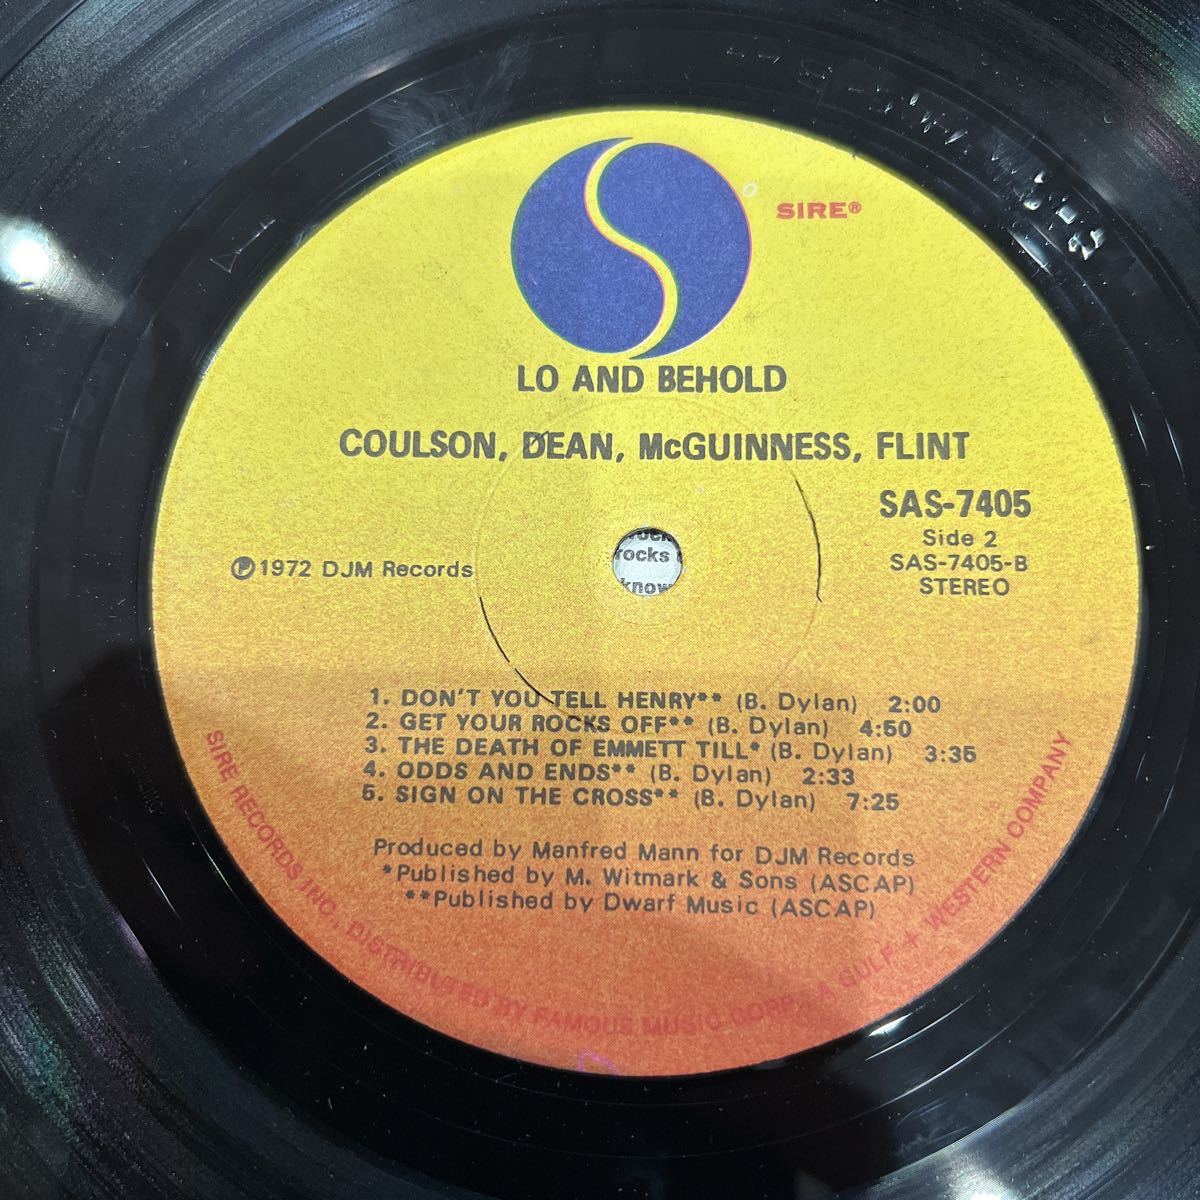 SIRE®
LO AND BEHOLD
COULSON, DEAN, McGUINNESS, FLINT
SAS-7405
Side 2
SAS-7405-B
STEREO
℗1972 DJM Records
rocks
know
1. DON'T YOU TELL HENRY** (B. Dylan) 2:00
2. GET YOUR ROCKS OFF** (B. Dylan) 4:50
3. THE DEATH OF EMMETT TILL* (B. Dylan) 3:35
4. ODDS AND ENDS** (B. Dylan) 2:33
5. SIGN ON THE CROSS** (B. Dylan) 7:25
Produced by Manfred Mann for DJM Records
*Published by M. Witmark & Sons (ASCAP)
**Published by Dwarf Music (ASCAP)
SIRE RECORDS INC. DISTRIBUTED BY FAMOUS MUSIC CORP. A GULF + WESTERN COMPANY